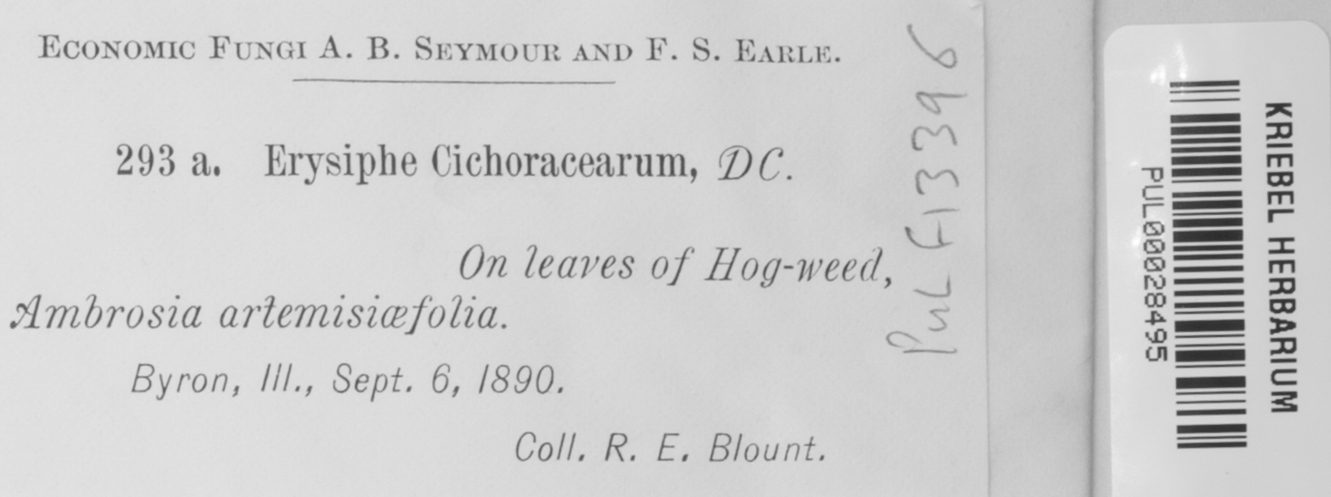 ECONOMIC FUNGI A. B. SEYMOUR AND F. S. EARLE.
293 a. Erysiphe Cichoracearum, DC.
On leaves of Hog-weed,
Ambrosia artemisiæfolia.
Byron, Ill., Sept. 6, 1890.
Coll. R. E. Blount.
PUL F13396
PUL00028495
KRIEBEL HERBARIUM